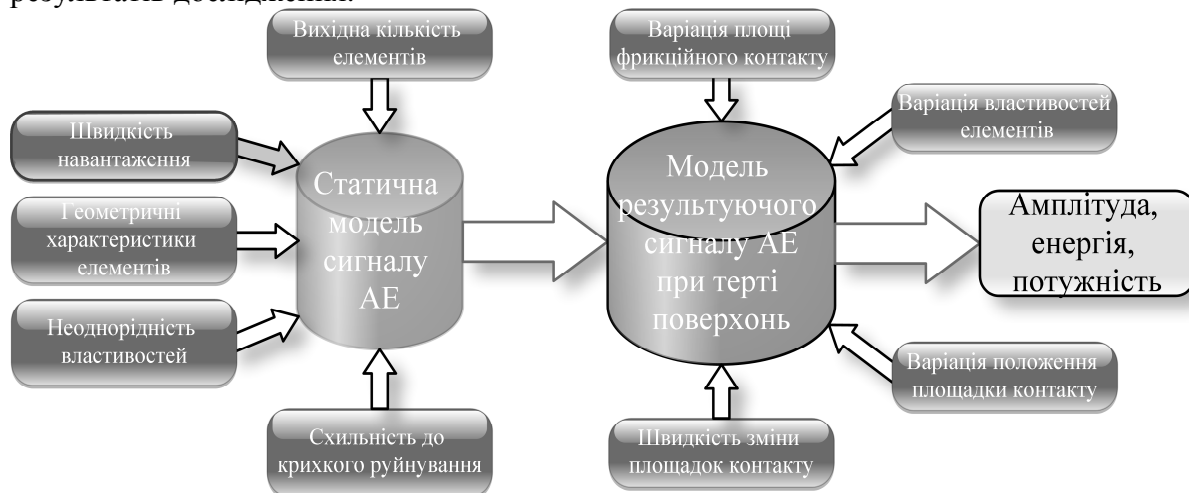 результатів дослідження.
Вихідна кількість
елементів
Варіація площі
фрикційного контакту
Швидкість
навантаження
Варіація властивостей
елементів
Геометричні
характеристики
елементів
Статична
модель
сигналу
АЕ
Модель
результуючого
сигналу АЕ
при терті
поверхонь
Амплітуда,
енергія,
потужність
Неоднорідність
властивостей
Варіація положення
площадки контакту
Схильність до
крихкого руйнування
Швидкість зміни
площадок контакту